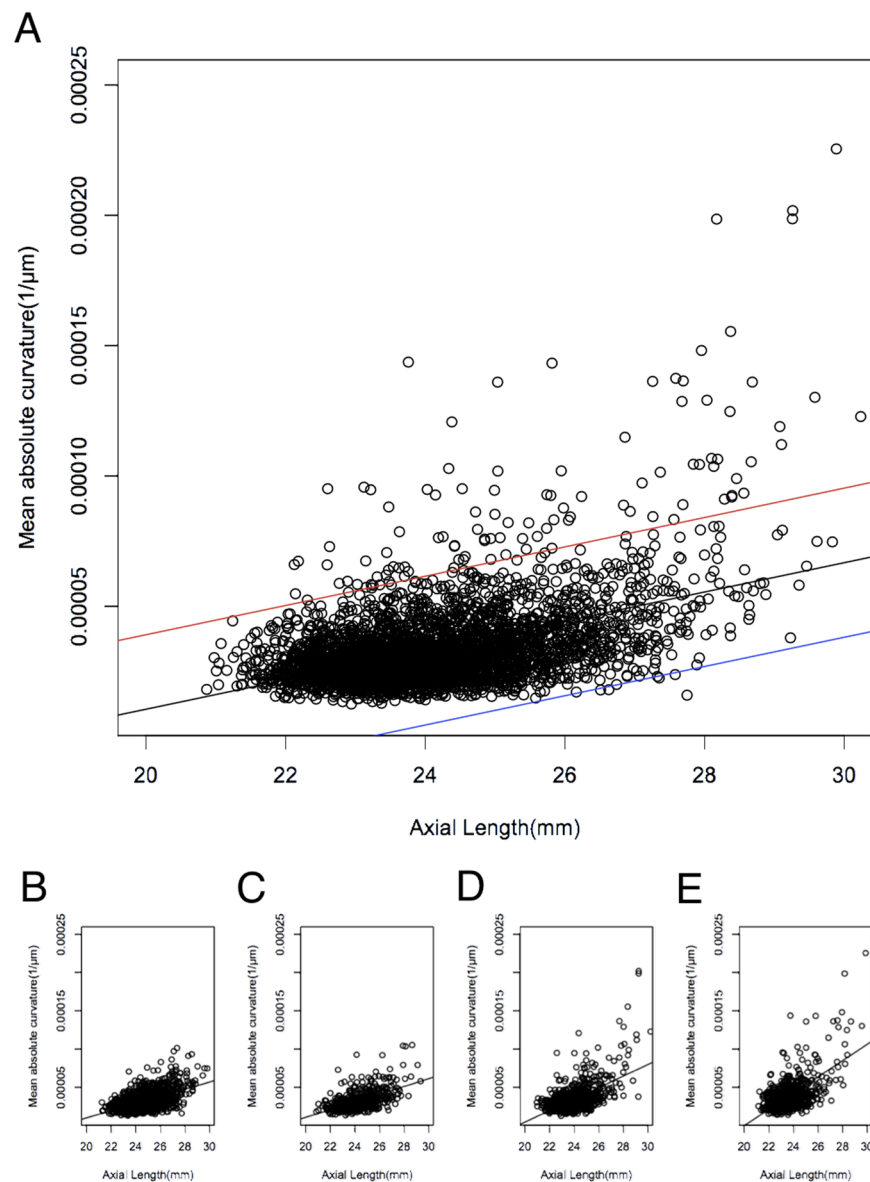 A
Mean absolute curvature(1/µm)
0.00025
0.00020
0.00015
0.00010
0.00005
20 22 24 26 28 30
Axial Length(mm)
B
Mean absolute curvature(1/µm)
0.00025
0.00015
0.00005
20 22 24 26 28 30
Axial Length(mm)
C
Mean absolute curvature(1/µm)
0.00025
0.00015
0.00005
20 22 24 26 28 30
Axial Length(mm)
D
Mean absolute curvature(1/µm)
0.00025
0.00015
0.00005
20 22 24 26 28 30
Axial Length(mm)
E
Mean absolute curvature(1/µm)
0.00025
0.00015
0.00005
20 22 24 26 28 30
Axial Length(mm)